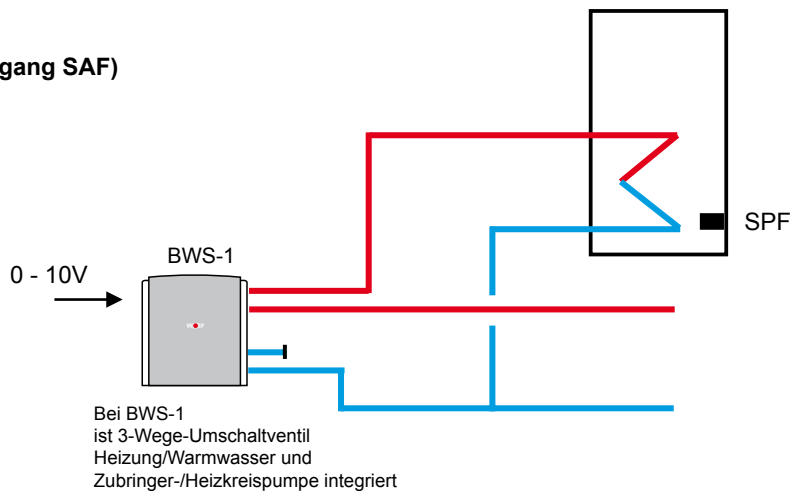 gang SAF)
SPF
BWS-1
0 - 10V
Bei BWS-1
ist 3-Wege-Umschaltventil
Heizung/Warmwasser und
Zubringer-/Heizkreispumpe integriert